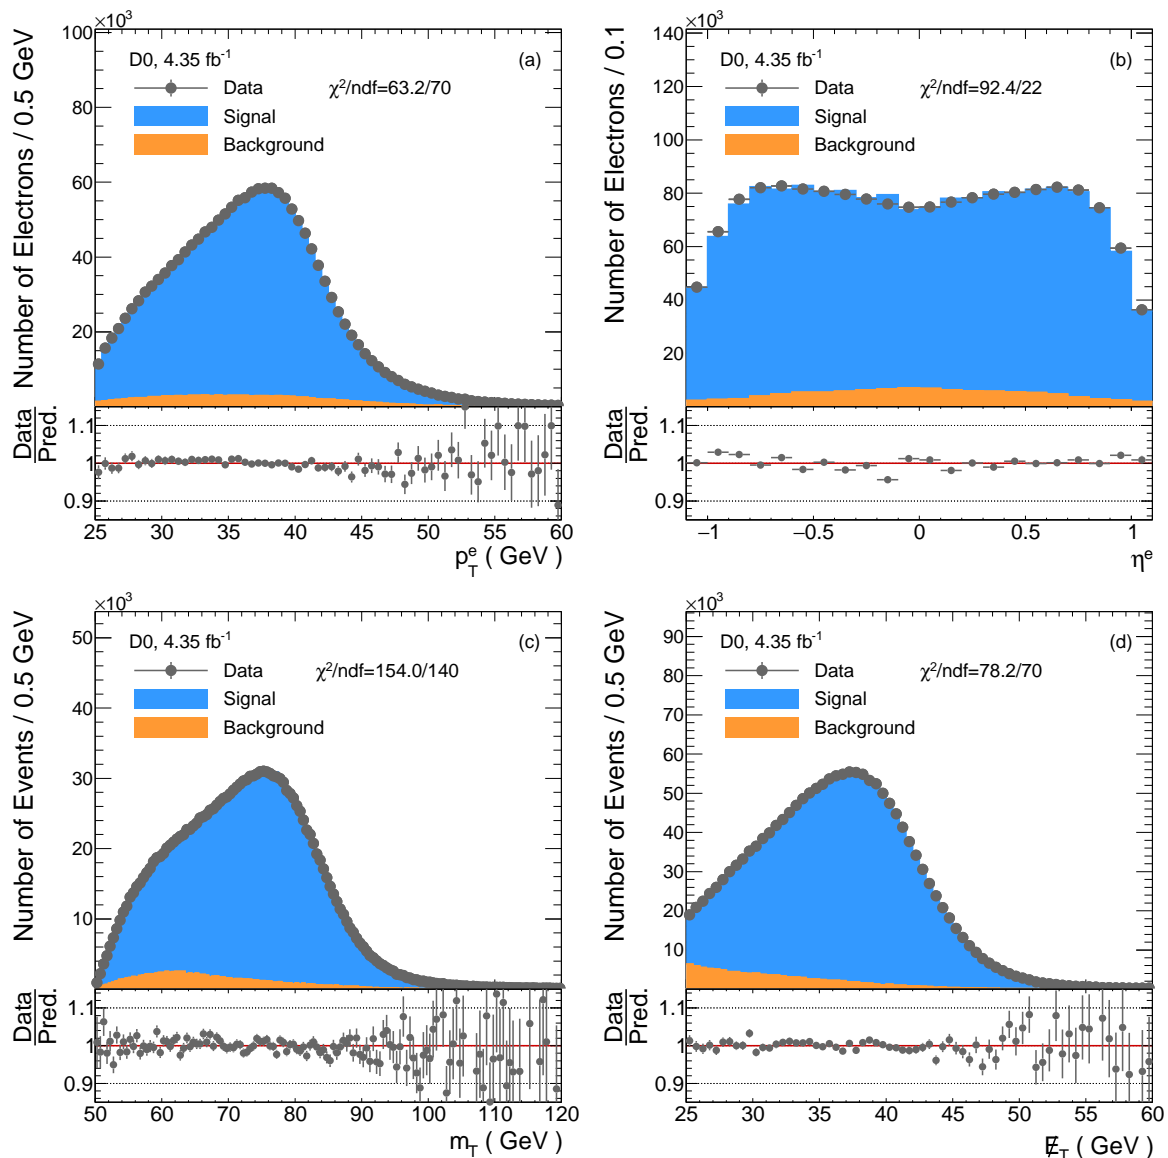 ×10³
Number of Electrons / 0.5 GeV
100
80
60
40
20
D0, 4.35 fb⁻¹
(a)
Data
χ²/ndf=63.2/70
Signal
Background
Data
Pred.
1.1
1
0.9
25 30 35 40 45 50 55 60
p_T^e ( GeV )
×10³
Number of Electrons / 0.1
140
120
100
80
60
40
20
D0, 4.35 fb⁻¹
(b)
Data
χ²/ndf=92.4/22
Signal
Background
Data
Pred.
1.1
1
0.9
−1 −0.5 0 0.5 1
ηᵉ
×10³
Number of Events / 0.5 GeV
50
40
30
20
10
D0, 4.35 fb⁻¹
(c)
Data
χ²/ndf=154.0/140
Signal
Background
Data
Pred.
1.1
1
0.9
50 60 70 80 90 100 110 120
m_T ( GeV )
×10³
Number of Events / 0.5 GeV
90
80
70
60
50
40
30
20
10
D0, 4.35 fb⁻¹
(d)
Data
χ²/ndf=78.2/70
Signal
Background
Data
Pred.
1.1
1
0.9
25 30 35 40 45 50 55 60
E̸_T ( GeV )